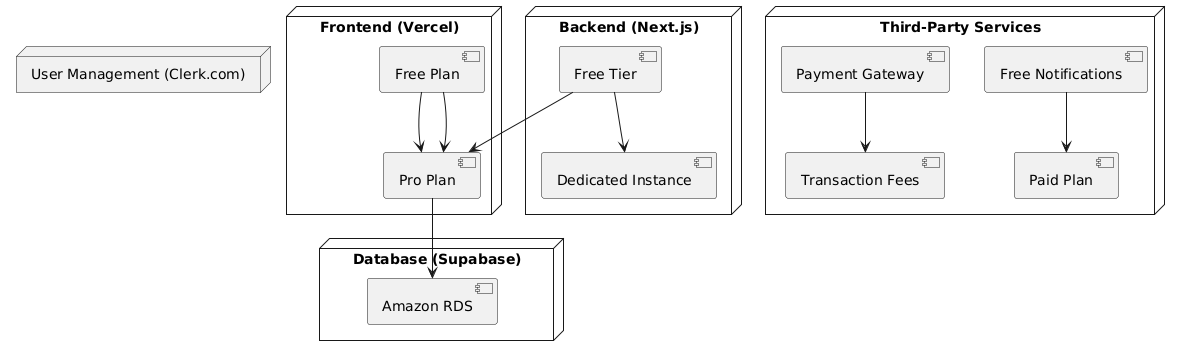 User Management (Clerk.com)
Frontend (Vercel)
Free Plan
Pro Plan
Backend (Next.js)
Free Tier
Dedicated Instance
Third-Party Services
Payment Gateway
Free Notifications
Transaction Fees
Paid Plan
Database (Supabase)
Amazon RDS